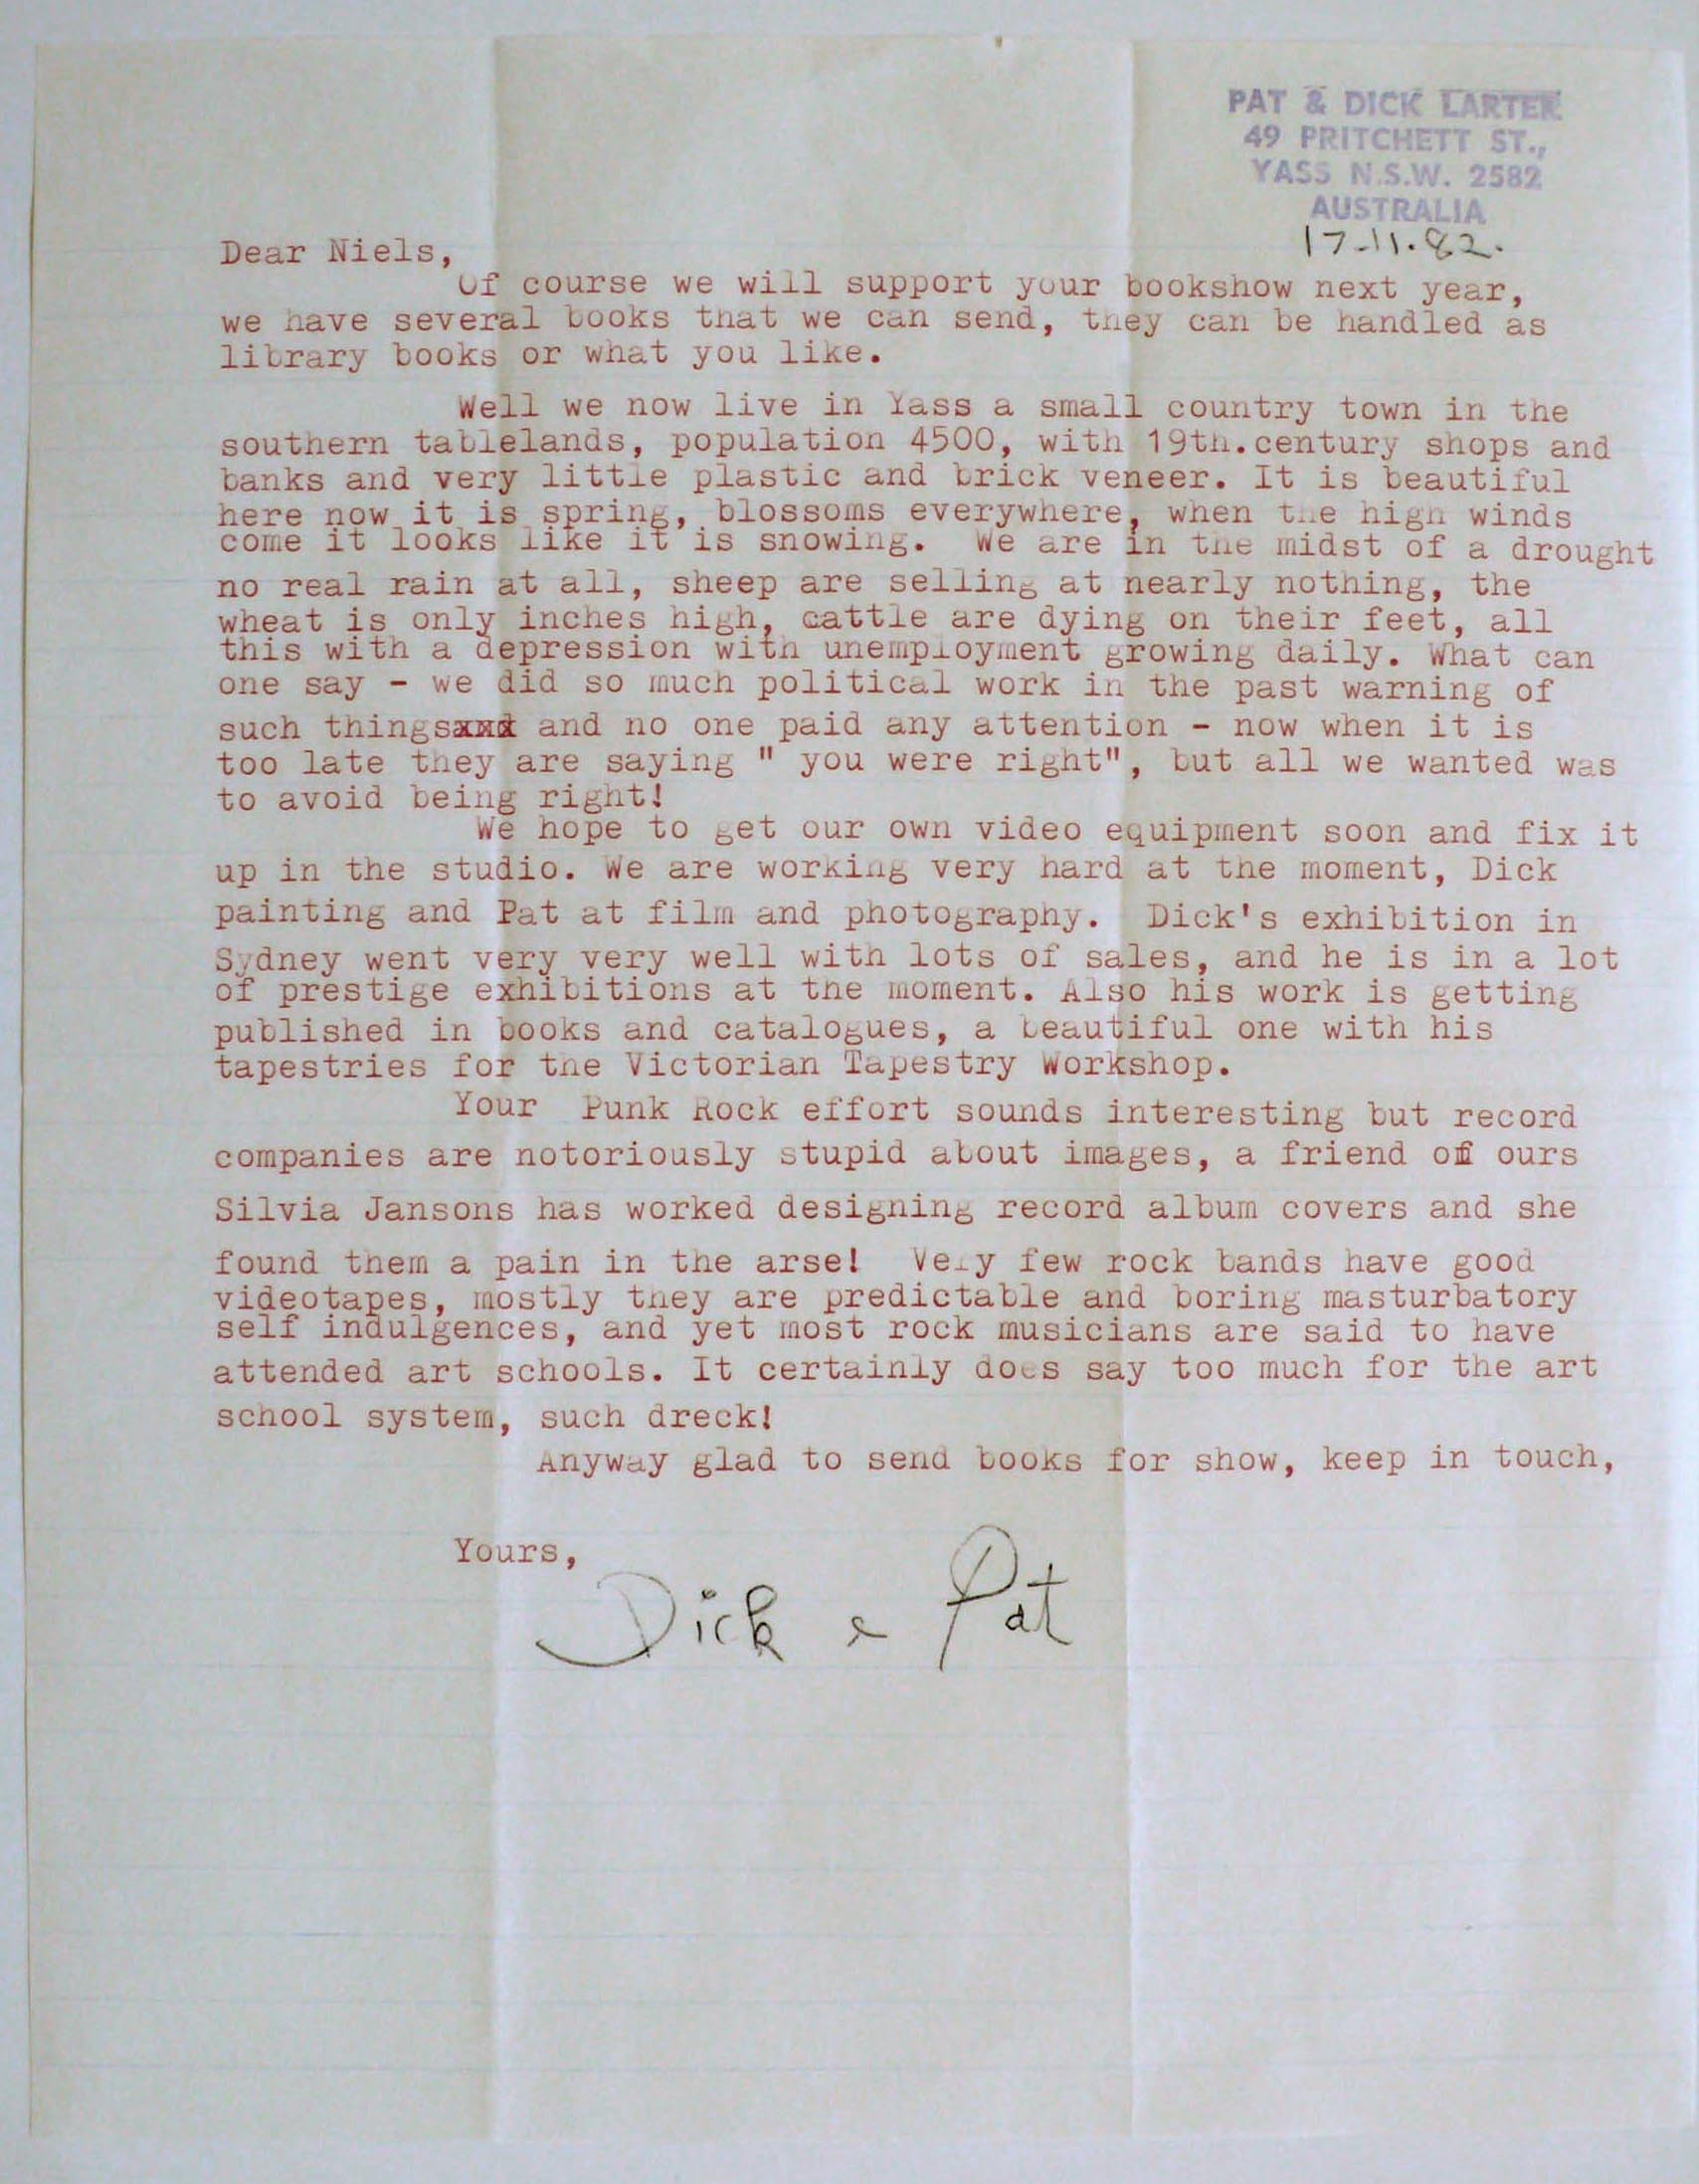 PAT & DICK LARTER
49 PRITCHETT ST.,
YASS N.S.W. 2582
AUSTRALIA
17-11-82.
Dear Niels,
Of course we will support your bookshow next year,
we have several books that we can send, they can be handled as
library books or what you like.
Well we now live in Yass a small country town in the
southern tablelands, population 4500, with 19th.century shops and
banks and very little plastic and brick veneer. It is beautiful
here now it is spring, blossoms everywhere, when the high winds
come it looks like it is snowing. We are in the midst of a drought
no real rain at all, sheep are selling at nearly nothing, the
wheat is only inches high, cattle are dying on their feet, all
this with a depression with unemployment growing daily. What can
one say - we did so much political work in the past warning of
such things and no one paid any attention - now when it is
too late they are saying " you were right", but all we wanted was
to avoid being right!
We hope to get our own video equipment soon and fix it
up in the studio. We are working very hard at the moment, Dick
painting and Pat at film and photography. Dick's exhibition in
Sydney went very very well with lots of sales, and he is in a lot
of prestige exhibitions at the moment. Also his work is getting
published in books and catalogues, a beautiful one with his
tapestries for the Victorian Tapestry Workshop.
Your Punk Rock effort sounds interesting but record
companies are notoriously stupid about images, a friend of ours
Silvia Jansons has worked designing record album covers and she
found them a pain in the arse! Very few rock bands have good
videotapes, mostly they are predictable and boring masturbatory
self indulgences, and yet most rock musicians are said to have
attended art schools. It certainly does say too much for the art
school system, such dreck!
Anyway glad to send books for show, keep in touch,
Yours,
Dick & Pat